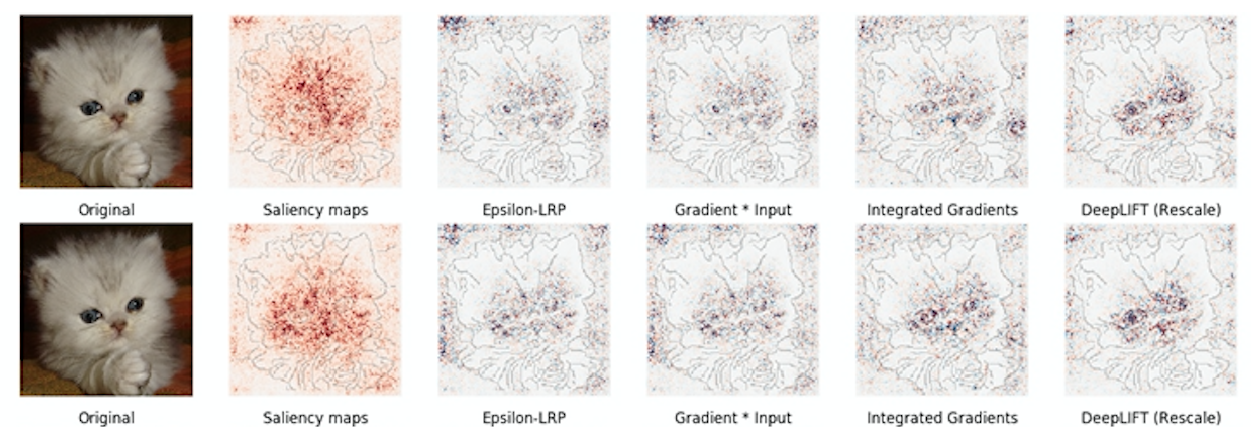 Original Saliency maps Epsilon-LRP Gradient * Input Integrated Gradients DeepLIFT (Rescale)
Original Saliency maps Epsilon-LRP Gradient * Input Integrated Gradients DeepLIFT (Rescale)